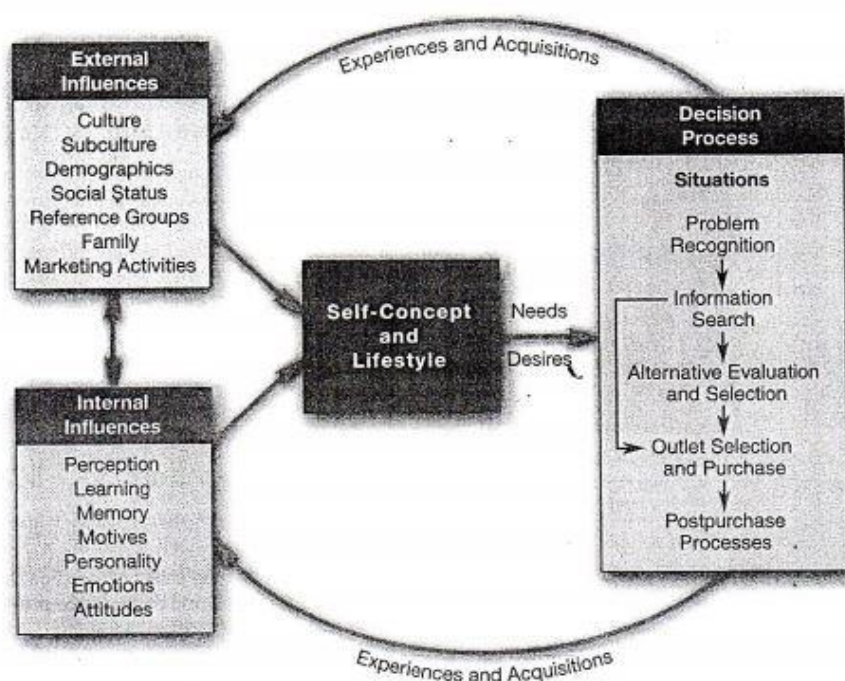 Experiences and Acquisitions
External
Influences
Culture
Subculture
Demographics
Social Status
Reference Groups
Family
Marketing Activities
Internal
Influences
Perception
Learning
Memory
Motives
Personality
Emotions
Attitudes
Self-Concept
and
Lifestyle
Needs
Desires
Decision
Process
Situations
Problem
Recognition
Information
Search
Alternative Evaluation
and Selection
Outlet Selection
and Purchase
Postpurchase
Processes
Experiences and Acquisitions